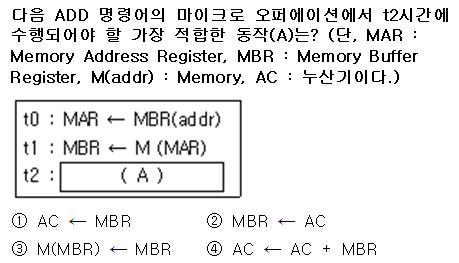 다음 ADD 명령어의 마이크로 오퍼에이션에서 t2시간에
수행되어야 할 가장 적합한 동작(A)는? (단, MAR :
Memory Address Register, MBR : Memory Buffer
Register, M(addr) : Memory, AC : 누산기이다.)
t0 : MAR ← MBR(addr)
t1 : MBR ← M (MAR)
t2 : ( A )
① AC ← MBR ② MBR ← AC
③ M(MBR) ← MBR ④ AC ← AC + MBR